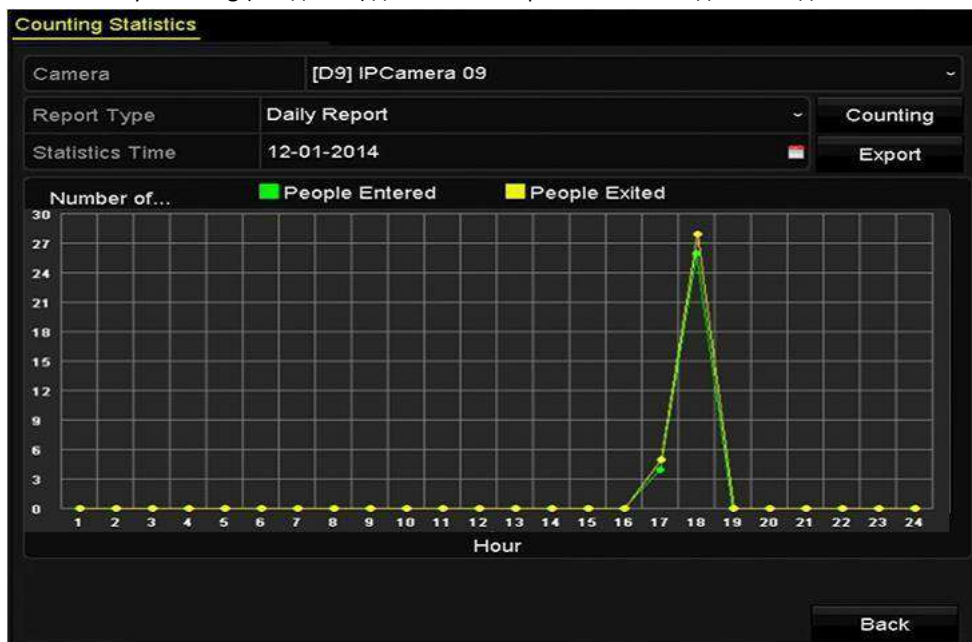 Counting Statistics
Camera [D9] IPCamera 09
Report Type Daily Report Counting
Statistics Time 12-01-2014 Export
Number of... People Entered People Exited
30
27
24
21
18
15
12
9
6
3
0
1 2 3 4 5 6 7 8 9 10 11 12 13 14 15 16 17 18 19 20 21 22 23 24
Hour
Back